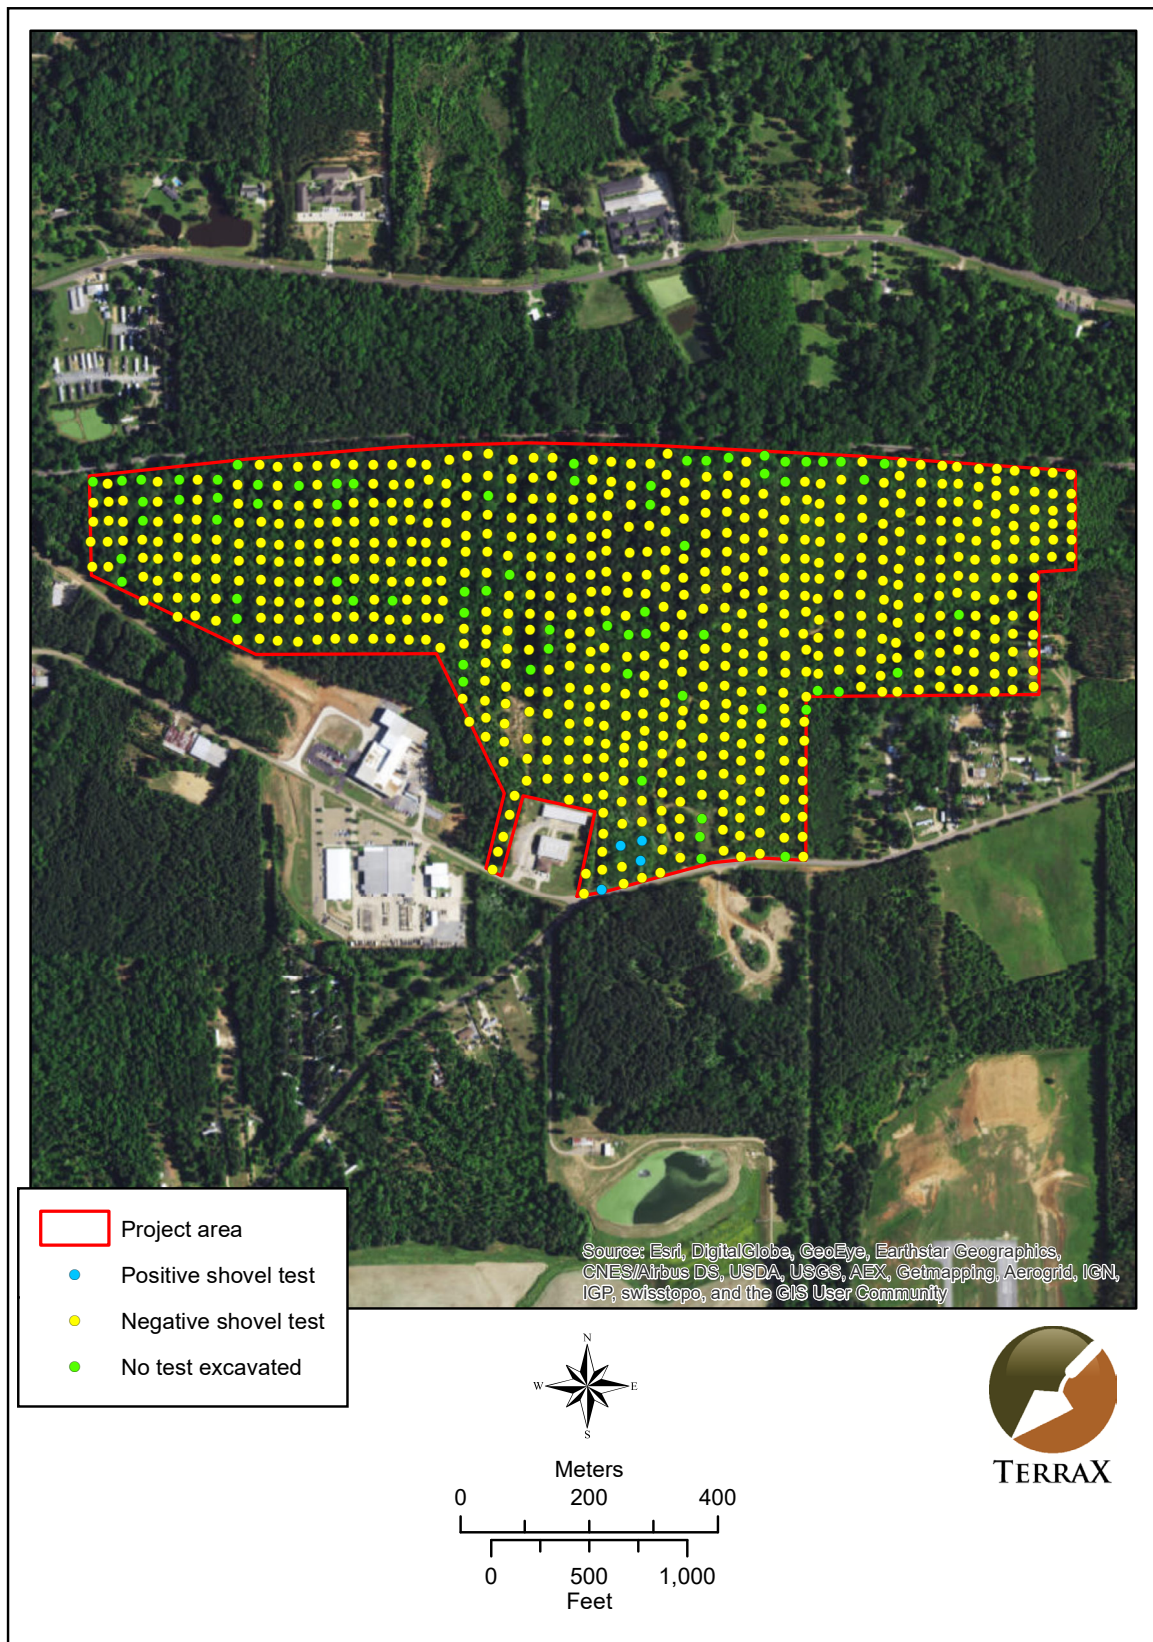 Source: Esri, DigitalGlobe, GeoEye, Earthstar Geographics,
CNES/Airbus DS, USDA, USGS, AEX, Getmapping, Aerogrid, IGN,
IGP, swisstopo, and the GIS User Community
Project area
Positive shovel test
Negative shovel test
No test excavated
N
W E
S
TERRAX
Meters
0 200 400
0 500 1,000
Feet